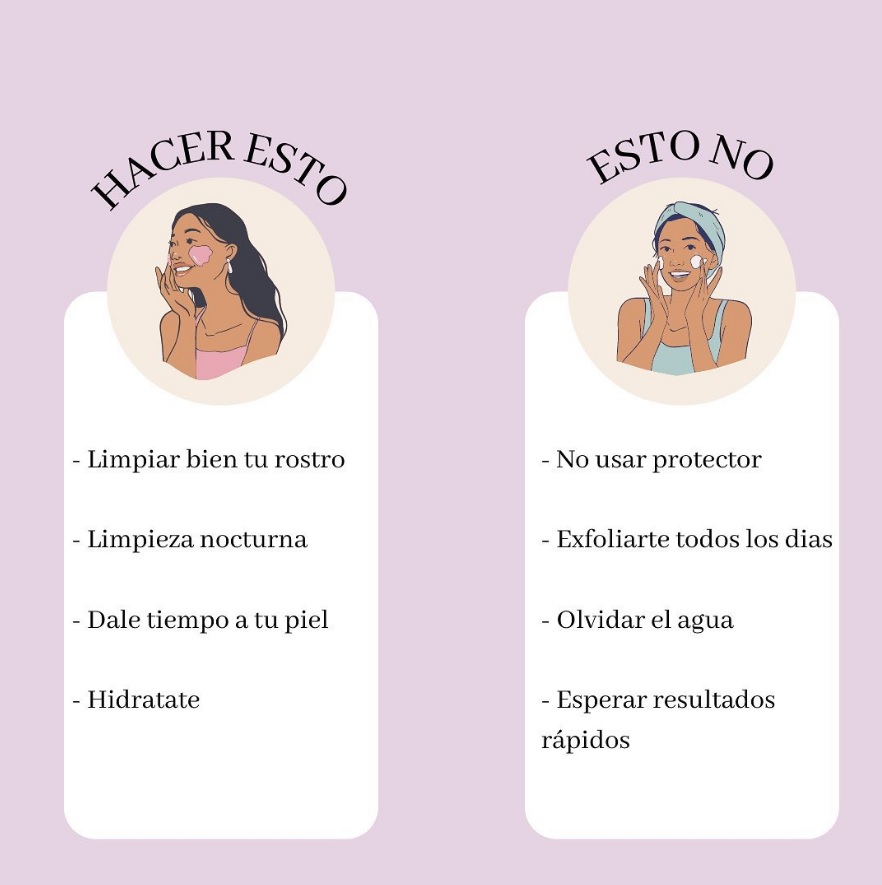 HACER ESTO
- Limpiar bien tu rostro
- Limpieza nocturna
- Dale tiempo a tu piel
- Hidratate
ESTO NO
- No usar protector
- Exfoliarte todos los dias
- Olvidar el agua
- Esperar resultados
rápidos